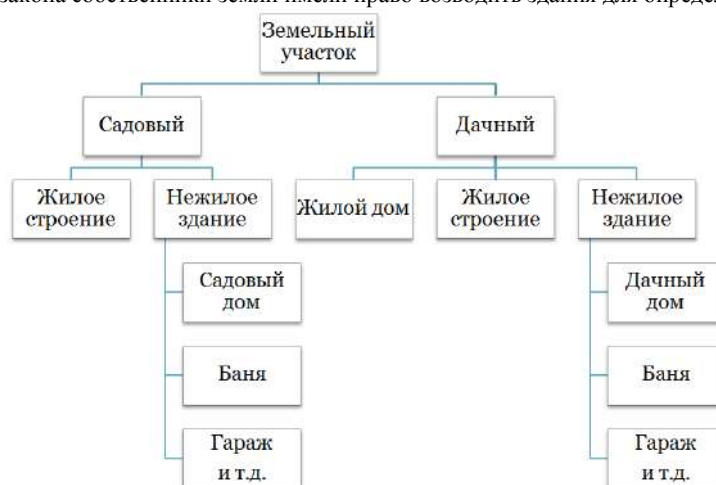 закона собственники земли имели право возводить здания для
Земельный
участок
Садовый
Дачный
Жилое
строение
Нежилое
здание
Жилой дом
Жилое
строение
Нежилое
здание
Садовый
дом
Дачный
дом
Баня
Баня
Гараж
и т.д.
Гараж
и т.д.